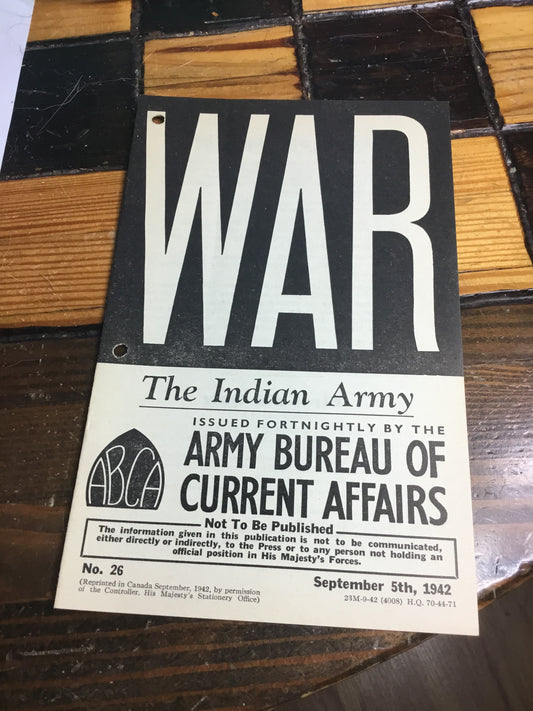 WAR
The Indian Army
ISSUED FORTNIGHTLY BY THE
ARMY BUREAU OF
CURRENT AFFAIRS
ABCA
Not To Be Published
The information given in this publication is not to be communicated,
either directly or indirectly, to the Press or to any person not holding an
official position in His Majesty's Forces.
No. 26
September 5th, 1942
(Reprinted in Canada September, 1942, by permission
of the Controller, His Majesty's Stationery Office)
23M-9-42 (4008) H.Q. 70-44-71